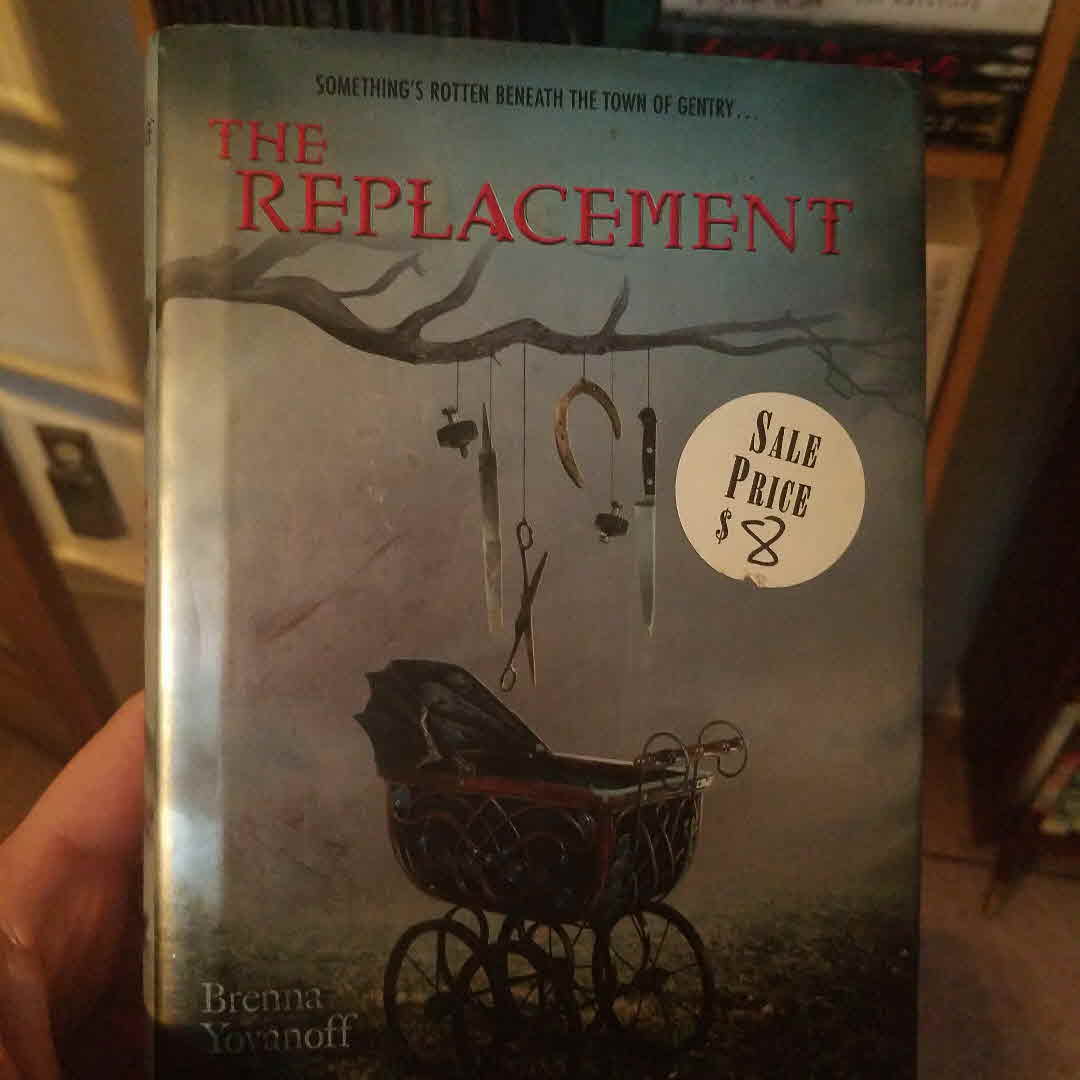 SOMETHING'S ROTTEN BENEATH THE TOWN OF GENTRY...
THE
REPLACEMENT
SALE
PRICE
$ 8
Brenna
Yovanoff